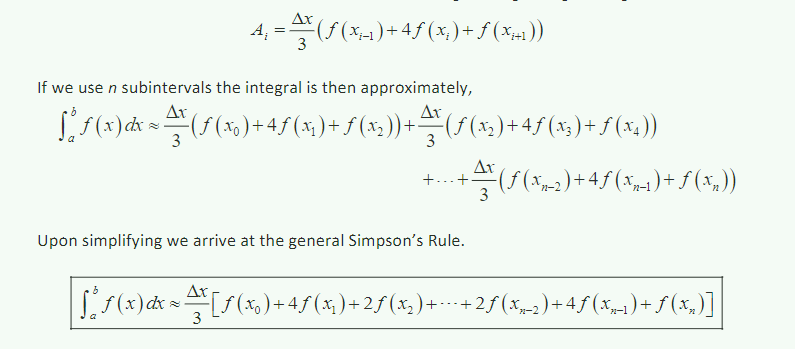 A_i = Δx/3 (f(x_{i-1}) + 4f(x_i) + f(x_{i+1}))
If we use n subintervals the integral is then approximately,
∫_a^b f(x)dx ≈ Δx/3 (f(x_0) + 4f(x_1) + f(x_2)) + Δx/3 (f(x_2) + 4f(x_3) + f(x_4))
+ ··· + Δx/3 (f(x_{n-2}) + 4f(x_{n-1}) + f(x_n))
Upon simplifying we arrive at the general Simpson's Rule.
∫_a^b f(x)dx ≈ Δx/3 [f(x_0) + 4f(x_1) + 2f(x_2) + ··· + 2f(x_{n-2}) + 4f(x_{n-1}) + f(x_n)]